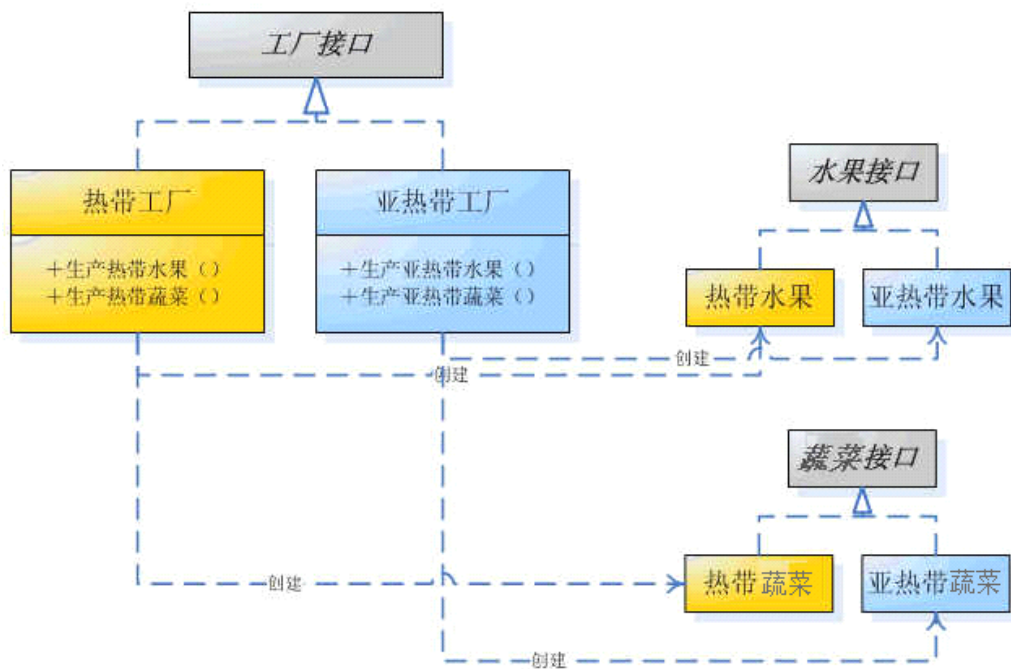 工厂接口
热带工厂
+生产热带水果()
+生产热带蔬菜()
亚热带工厂
+生产亚热带水果()
+生产亚热带蔬菜()
水果接口
热带水果
亚热带水果
创建
创建
蔬菜接口
热带蔬菜
亚热带蔬菜
创建
创建